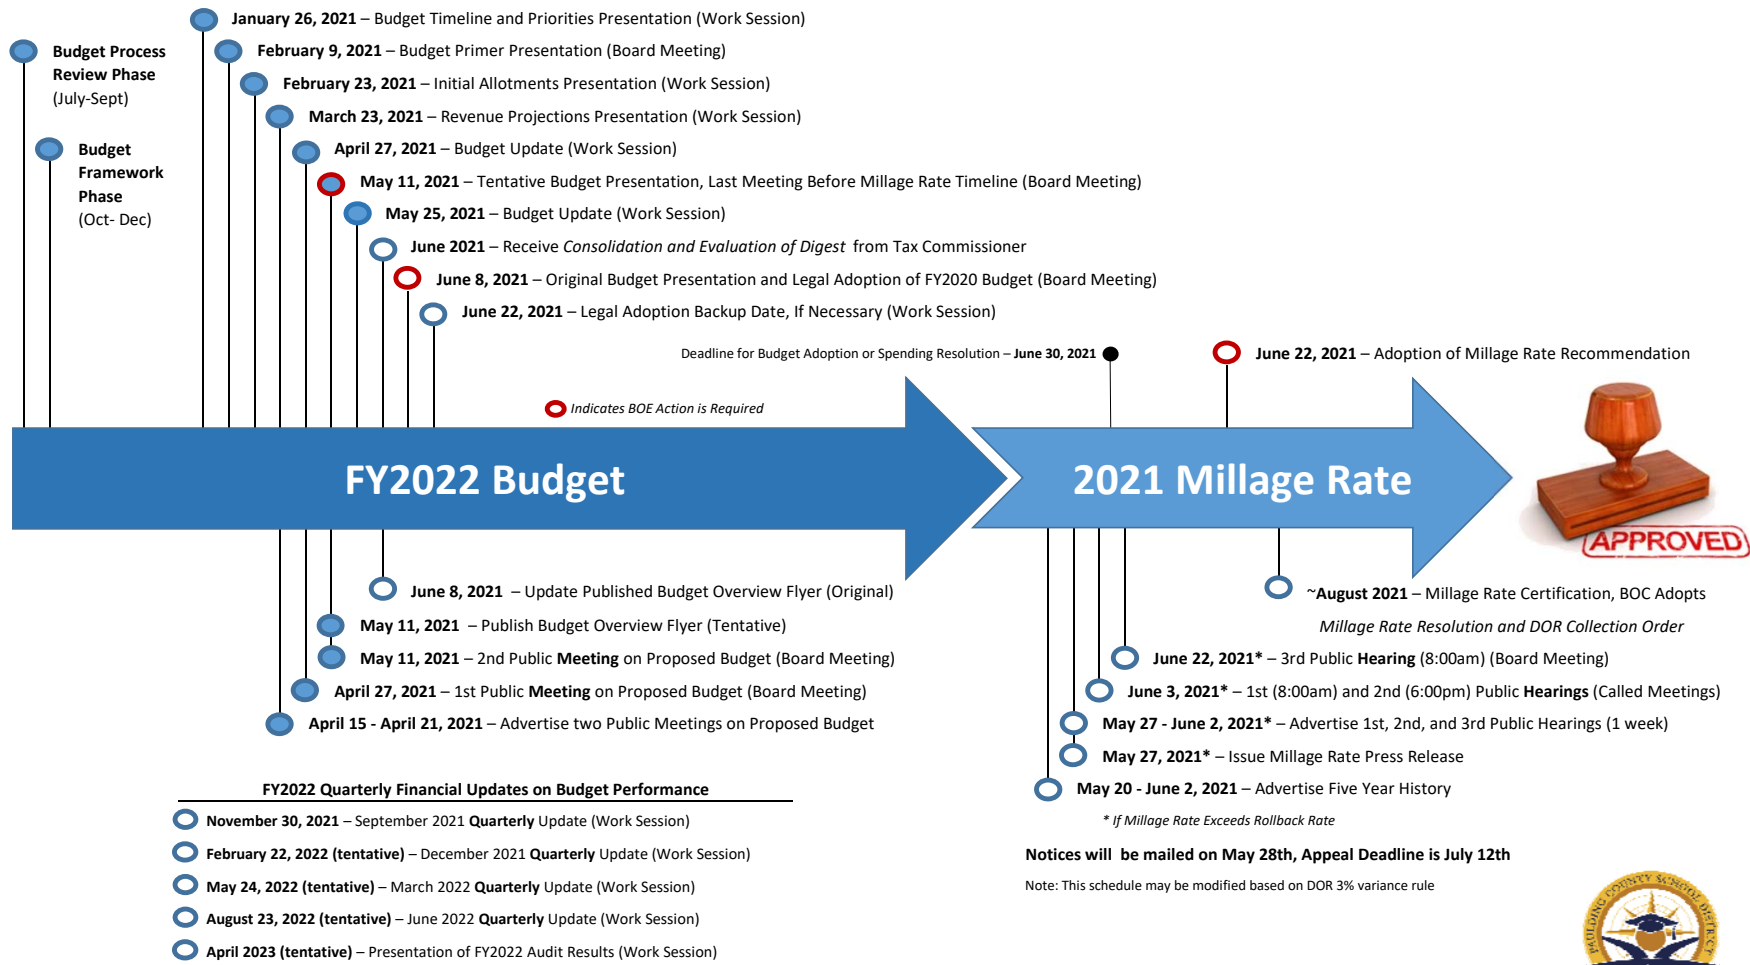 January 26, 2021 – Budget Timeline and Priorities Presentation (Work Session)
Budget Process
Review Phase
(July-Sept)
February 9, 2021 – Budget Primer Presentation (Board Meeting)
February 23, 2021 – Initial Allotments Presentation (Work Session)
March 23, 2021 – Revenue Projections Presentation (Work Session)
Budget
Framework
Phase
(Oct- Dec)
April 27, 2021 – Budget Update (Work Session)
May 11, 2021 – Tentative Budget Presentation, Last Meeting Before Millage Rate Timeline (Board Meeting)
May 25, 2021 – Budget Update (Work Session)
June 2021 – Receive Consolidation and Evaluation of Digest from Tax Commissioner
June 8, 2021 – Original Budget Presentation and Legal Adoption of FY2020 Budget (Board Meeting)
June 22, 2021 – Legal Adoption Backup Date, If Necessary (Work Session)
Deadline for Budget Adoption or Spending Resolution – June 30, 2021
June 22, 2021 – Adoption of Millage Rate Recommendation
Indicates BOE Action is Required
FY2022 Budget
2021 Millage Rate
APPROVED
June 8, 2021 – Update Published Budget Overview Flyer (Original)
May 11, 2021 – Publish Budget Overview Flyer (Tentative)
May 11, 2021 – 2nd Public Meeting on Proposed Budget (Board Meeting)
April 27, 2021 – 1st Public Meeting on Proposed Budget (Board Meeting)
April 15 - April 21, 2021 – Advertise two Public Meetings on Proposed Budget
~August 2021 – Millage Rate Certification, BOC Adopts
Millage Rate Resolution and DOR Collection Order
June 22, 2021* – 3rd Public Hearing (8:00am) (Board Meeting)
June 3, 2021* – 1st (8:00am) and 2nd (6:00pm) Public Hearings (Called Meetings)
May 27 - June 2, 2021* – Advertise 1st, 2nd, and 3rd Public Hearings (1 week)
May 27, 2021* – Issue Millage Rate Press Release
May 20 - June 2, 2021 – Advertise Five Year History
* If Millage Rate Exceeds Rollback Rate
Notices will be mailed on May 28th, Appeal Deadline is July 12th
Note: This schedule may be modified based on DOR 3% variance rule
FY2022 Quarterly Financial Updates on Budget Performance
November 30, 2021 – September 2021 Quarterly Update (Work Session)
February 22, 2022 (tentative) – December 2021 Quarterly Update (Work Session)
May 24, 2022 (tentative) – March 2022 Quarterly Update (Work Session)
August 23, 2022 (tentative) – June 2022 Quarterly Update (Work Session)
April 2023 (tentative) – Presentation of FY2022 Audit Results (Work Session)
PAULDING COUNTY SCHOOL DISTRICT